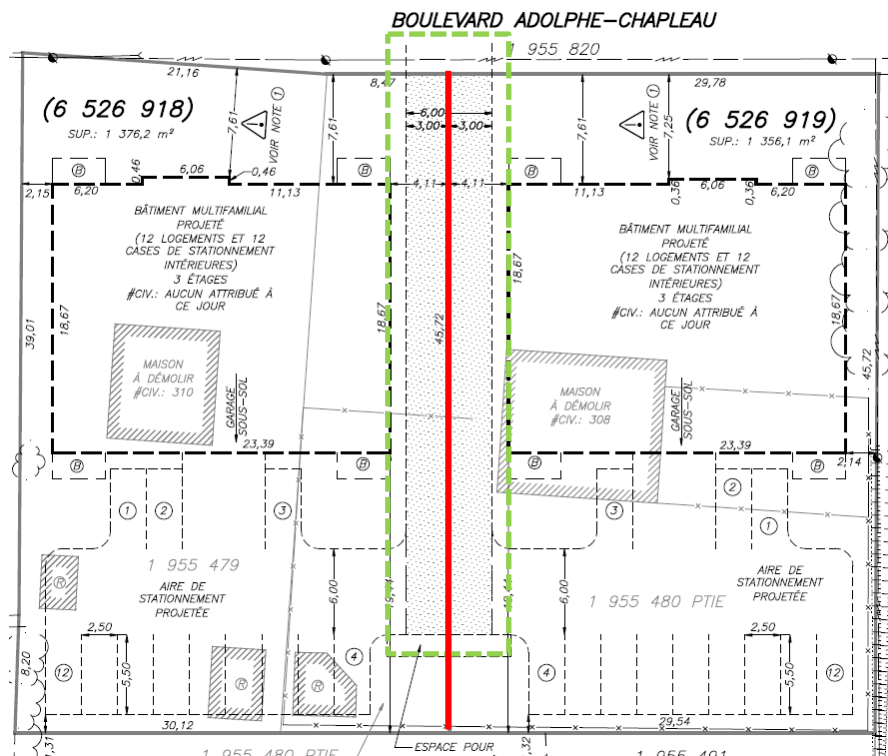 BOULEVARD ADOLPHE-CHAPLEAU
1 955 820
21,16
8,47
29,78
(6 526 918)
SUP.: 1 376,2 m²
7,61
VOIR NOTE 1
7,61
6,00
3,00
3,00
7,61
VOIR NOTE 1
7,25
(6 526 919)
SUP.: 1 356,1 m²
B
B
B
B
0,46
6,06
0,46
2,15
6,20
11,13
4,11
4,11
11,13
0,36
6,06
0,36
6,20
BÂTIMENT MULTIFAMILIAL
PROJETÉ
(12 LOGEMENTS ET 12
CASES DE STATIONNEMENT
INTÉRIEURES)
3 ÉTAGES
#CIV.: AUCUN ATTRIBUÉ À
CE JOUR
BÂTIMENT MULTIFAMILIAL
PROJETÉ
(12 LOGEMENTS ET 12
CASES DE STATIONNEMENT
INTÉRIEURES)
3 ÉTAGES
#CIV.: AUCUN ATTRIBUÉ À
CE JOUR
39,01
18,67
18,67
45,72
18,67
18,67
45,72
MAISON
À DÉMOLIR
#CIV.: 310
GARAGE
SOUS-SOL
MAISON
À DÉMOLIR
#CIV.: 308
GARAGE
SOUS-SOL
23,39
23,39
2,14
B
B
B
B
1
2
3
3
2
1
1 955 479
AIRE DE
STATIONNEMENT
PROJETÉE
6,00
19,44
6,00
1 955 480 PTIE
AIRE DE
STATIONNEMENT
PROJETÉE
R
R
R
2,50
5,50
8,20
12
4
4
2,50
5,50
12
30,12
29,54
1 955 480 PTIE
ESPACE POUR
1 955 491